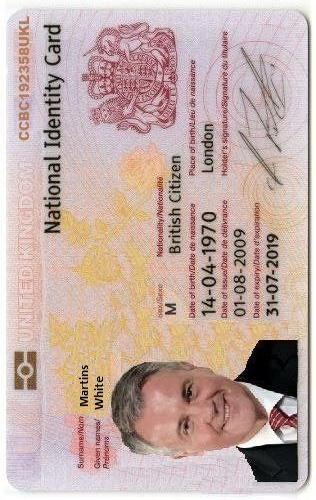 UNITED KINGDOM
CCBC192358UKL
National Identity Card
Surname/Nom
Martins
Given names/
Prénoms
White
Sex/Sexe
M
Nationality/Nationalité
British Citizen
Date of birth/Date de naissance
14-04-1970
Place of birth/Lieu de naissance
London
Date of issue/Date de délivrance
01-08-2009
Date of expiry/Date d'expiration
31-07-2019
Holder's signature/Signature du titulaire